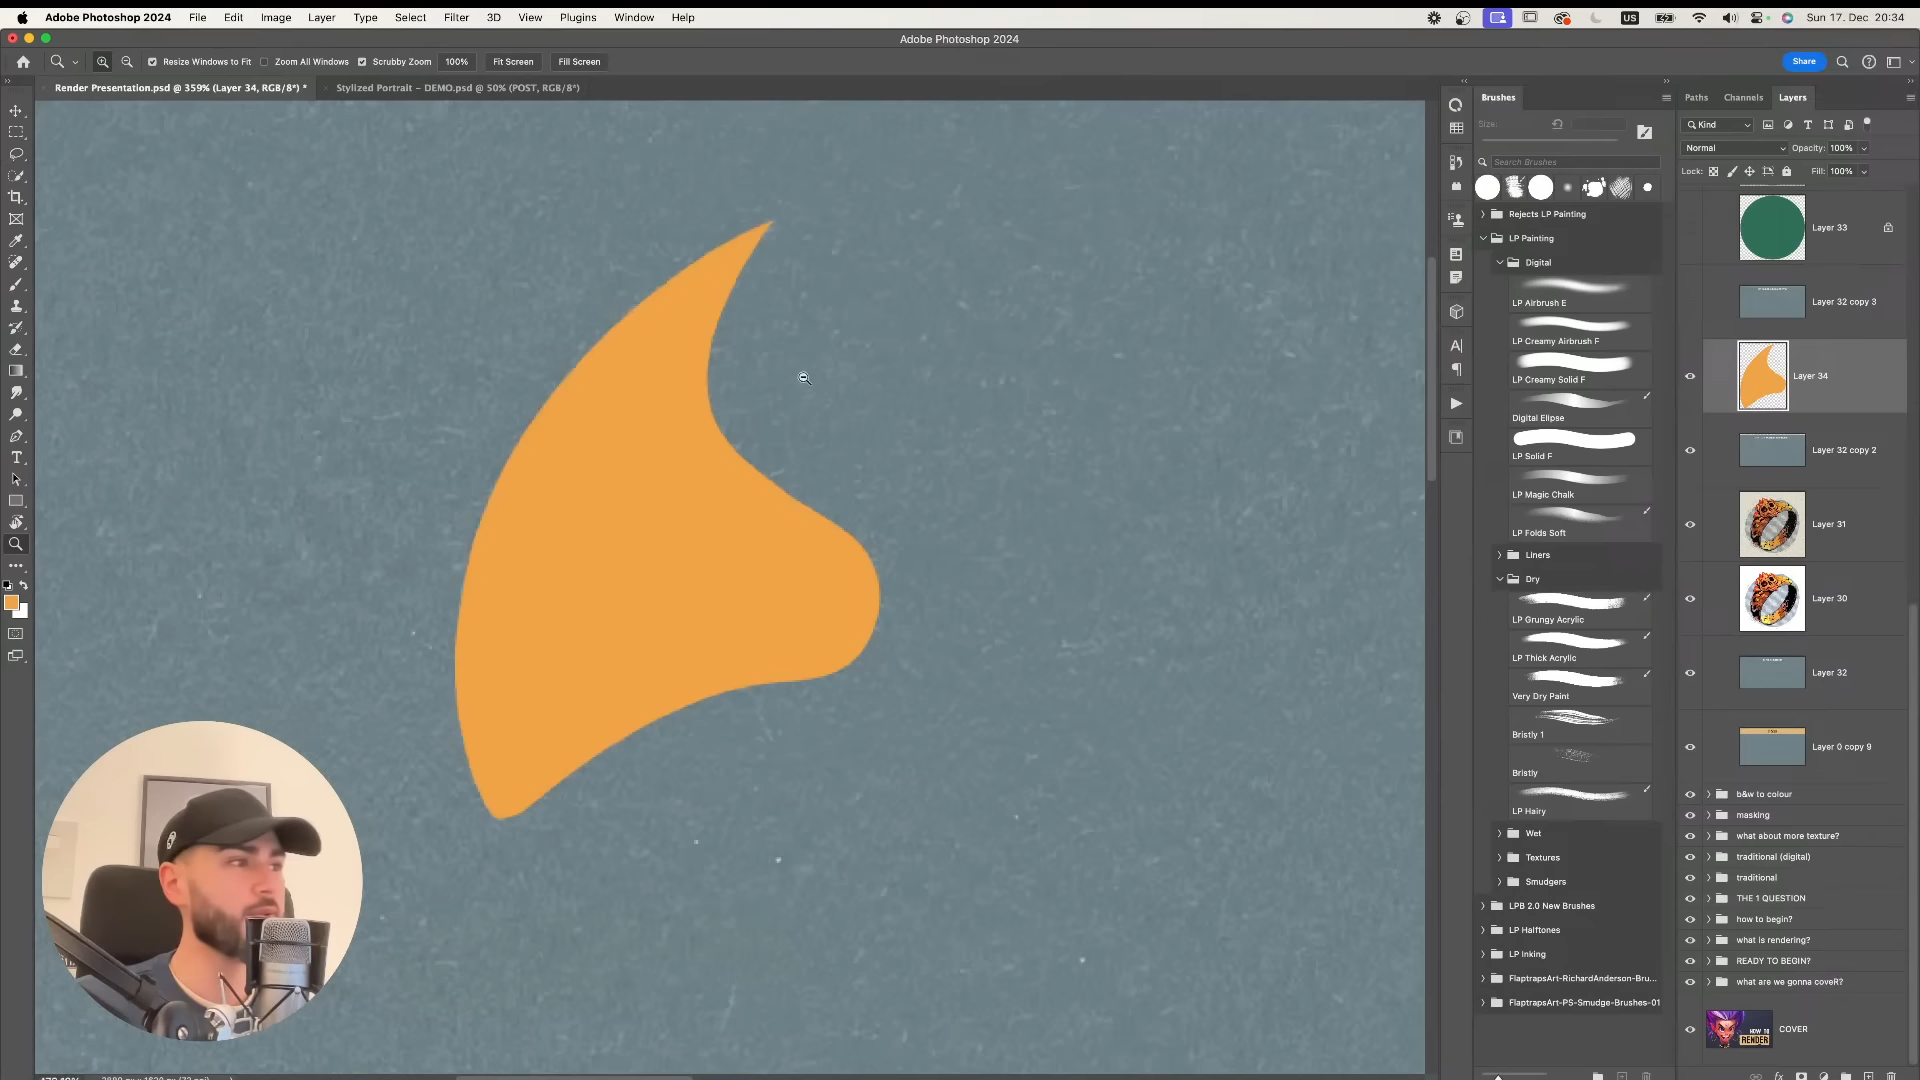 Adobe Photoshop 2024 File Edit Image Layer Type Select Filter 3D View Plugins Window Help US Sun 17. Dec 20:34
Adobe Photoshop 2024
Resize Windows to Fit Zoom All Windows Scrubby Zoom 100% Fit Screen Fill Screen Share
Render Presentation.psd @ 359% (Layer 34, RGB/8*) * Stylized Portrait – DEMO.psd @ 50% (POST, RGB/8*)
Brushes
Size:
Search Brushes
Rejects LP Painting
LP Painting
Digital
LP Airbrush E
LP Creamy Airbrush F
LP Creamy Solid F
Digital Elipse
LP Solid F
LP Magic Chalk
LP Folds Soft
Liners
Dry
LP Grungy Acrylic
LP Thick Acrylic
Very Dry Paint
Bristly 1
Bristly
LP Hairy
Wet
Textures
Smudgers
LPB 2.0 New Brushes
LP Halftones
LP Inking
FlaptrapsArt-RichardAnderson-Bru...
FlaptrapsArt-PS-Smudge-Brushes-01
Paths Channels Layers
Kind
Normal Opacity: 100%
Lock: Fill: 100%
Layer 33
Layer 32 copy 3
Layer 34
Layer 32 copy 2
Layer 31
Layer 30
Layer 32
Layer 0 copy 9
b&w to colour
masking
what about more texture?
traditional (digital)
traditional
THE 1 QUESTION
how to begin?
what is rendering?
READY TO BEGIN?
what are we gonna coveR?
HOW TO
RENDER
COVER